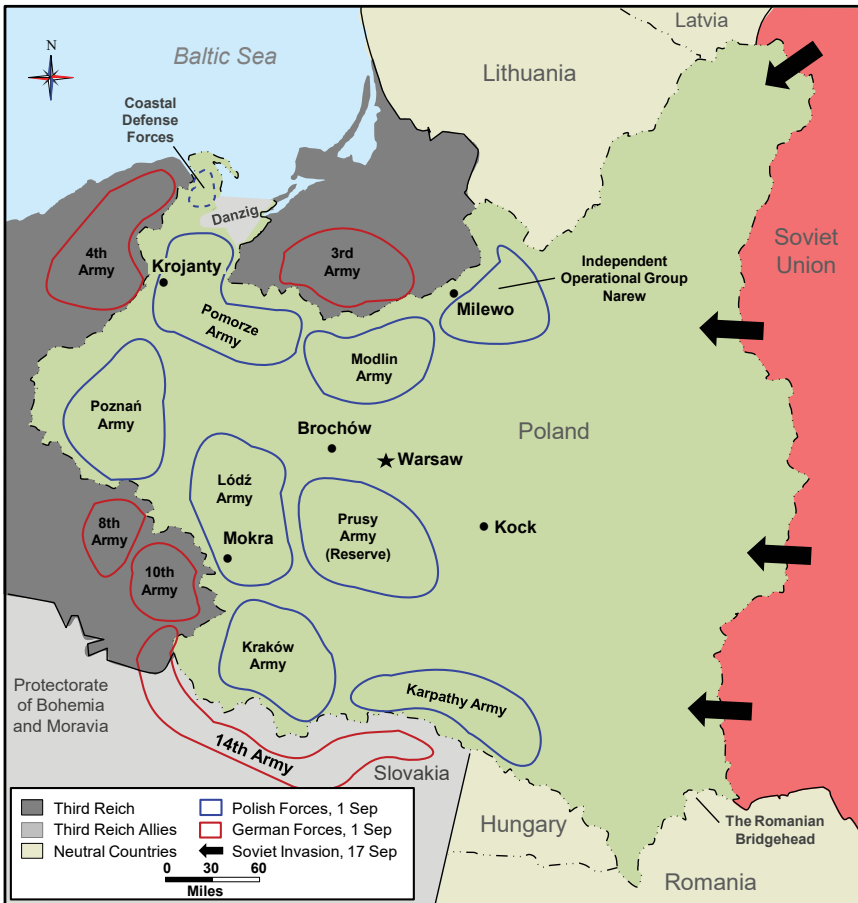 Latvia
N
Baltic Sea
Lithuania
Coastal
Defense
Forces
Danzig
Soviet
Union
4th
Army
3rd
Army
Krojanty
Independent
Operational Group
Narew
Milewo
Pomorze
Army
Modlin
Army
Poznań
Army
Brochów
Poland
Warsaw
Lódź
Army
8th
Army
Prusy
Army
(Reserve)
Kock
Mokra
10th
Army
Kraków
Army
Protectorate
of Bohemia
and Moravia
Karpathy Army
14th Army
Slovakia
Third Reich
Third Reich Allies
Neutral Countries
Polish Forces, 1 Sep
German Forces, 1 Sep
Soviet Invasion, 17 Sep
0 30 60
Miles
Hungary
The Romanian
Bridgehead
Romania